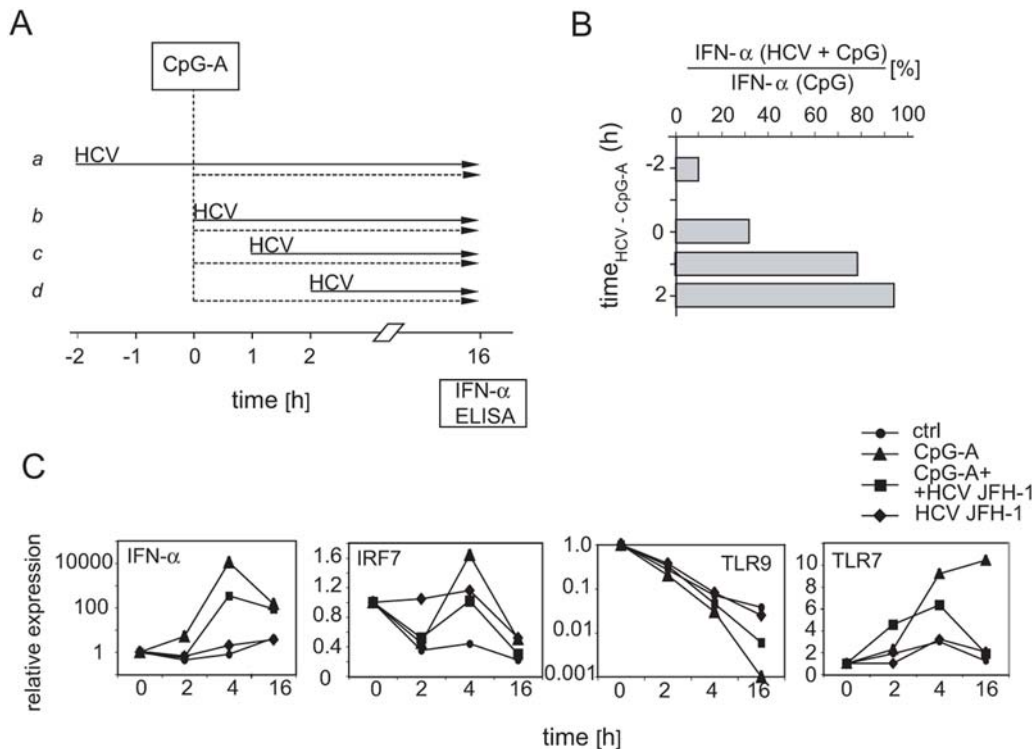 A
CpG-A
a HCV
b HCV
c HCV
d HCV
-2 -1 0 1 2 16
time [h]
IFN-α
ELISA
B
IFN- α (HCV + CpG)
IFN- α (CpG)
[%]
0 20 40 60 80 100
time HCV - CpG-A (h)
-2
0
2
ctrl
CpG-A
CpG-A+
+HCV JFH-1
HCV JFH-1
C
relative expression
IFN-α
10000
100
1
0 2 4 16
IRF7
1.6
1.2
0.8
0.4
0
0 2 4 16
TLR9
1.0
0.1
0.01
0.001
0 2 4 16
TLR7
10
8
6
4
2
0
0 2 4 16
time [h]